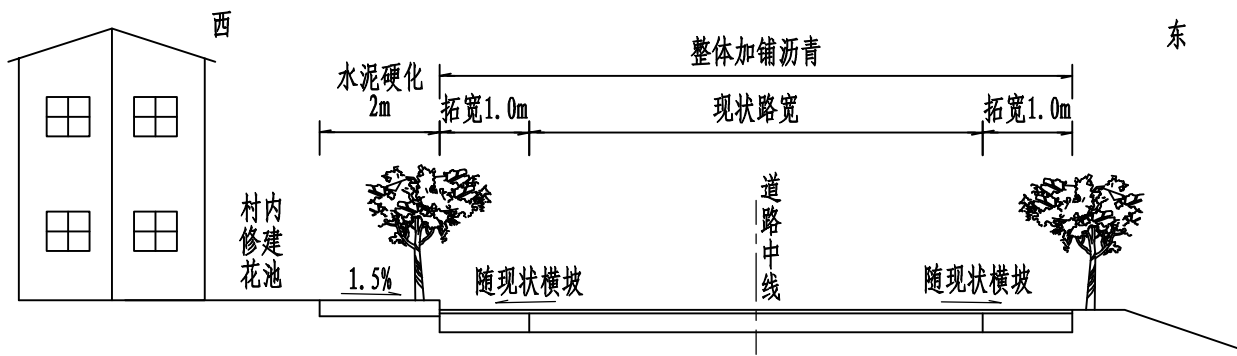 西
东
整体加铺沥青
水泥硬化
2m
拓宽1.0m
现状路宽
拓宽1.0m
道路中线
村内
修建
花池
1.5%
随现状横坡
随现状横坡